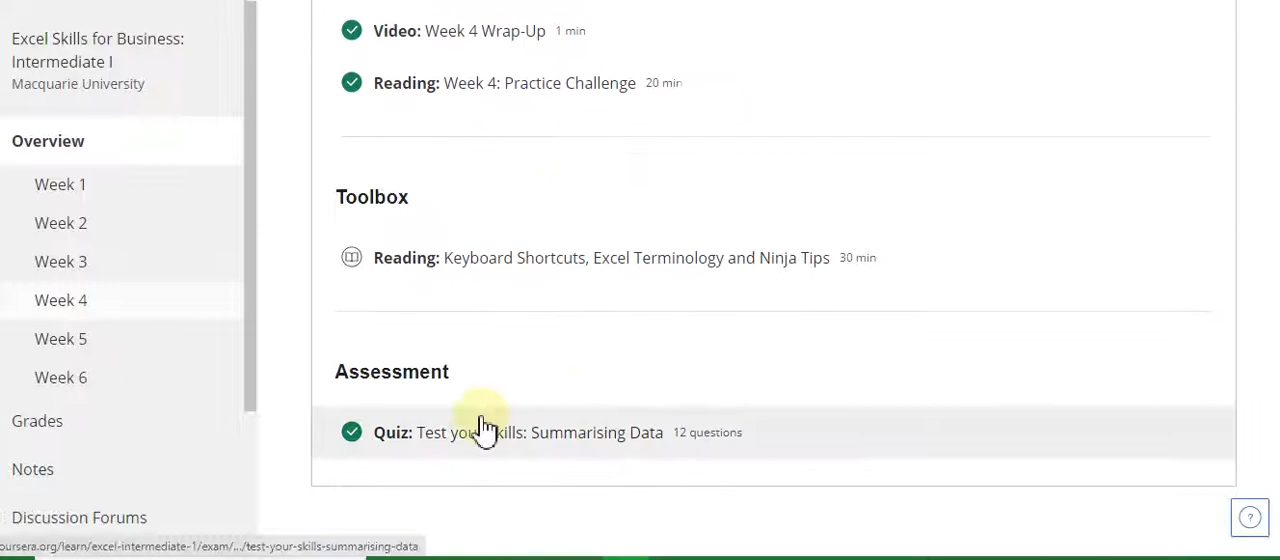 Excel Skills for Business:
Intermediate I
Macquarie University
Overview
Week 1
Week 2
Week 3
Week 4
Week 5
Week 6
Grades
Notes
Discussion Forums
Video: Week 4 Wrap-Up 1 min
Reading: Week 4: Practice Challenge 20 min
Toolbox
Reading: Keyboard Shortcuts, Excel Terminology and Ninja Tips 30 min
Assessment
Quiz: Test your Skills: Summarising Data 12 questions
?
oursera.org/learn/excel-intermediate-1/exam/.../test-your-skills-summarising-data